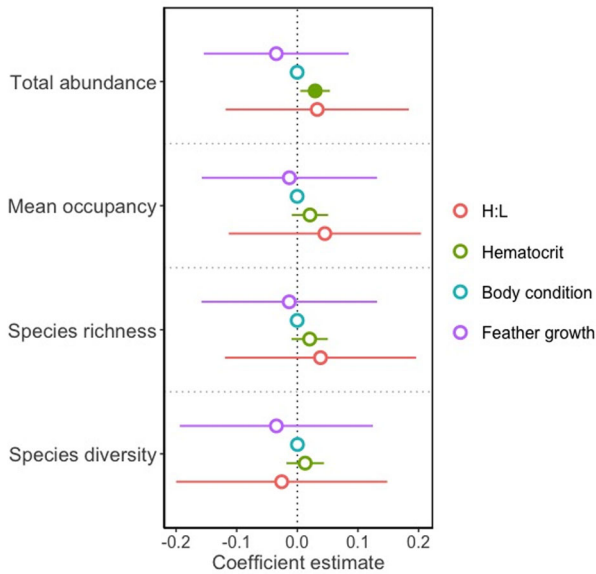 Total abundance
Mean occupancy
Species richness
Species diversity
H:L
Hematocrit
Body condition
Feather growth
-0.2 -0.1 0.0 0.1 0.2
Coefficient estimate